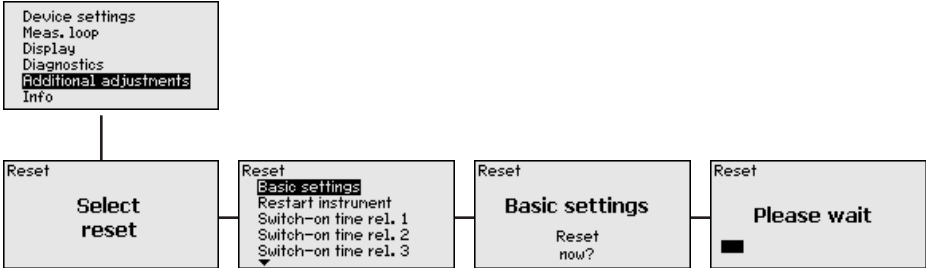 Device settings
Meas. loop
Display
Diagnostics
Additional adjustments
Info
Reset
Select
reset
Reset
Basic settings
Restart instrument
Switch-on time rel. 1
Switch-on time rel. 2
Switch-on time rel. 3
Reset
Basic settings
Reset
now?
Reset
Please wait